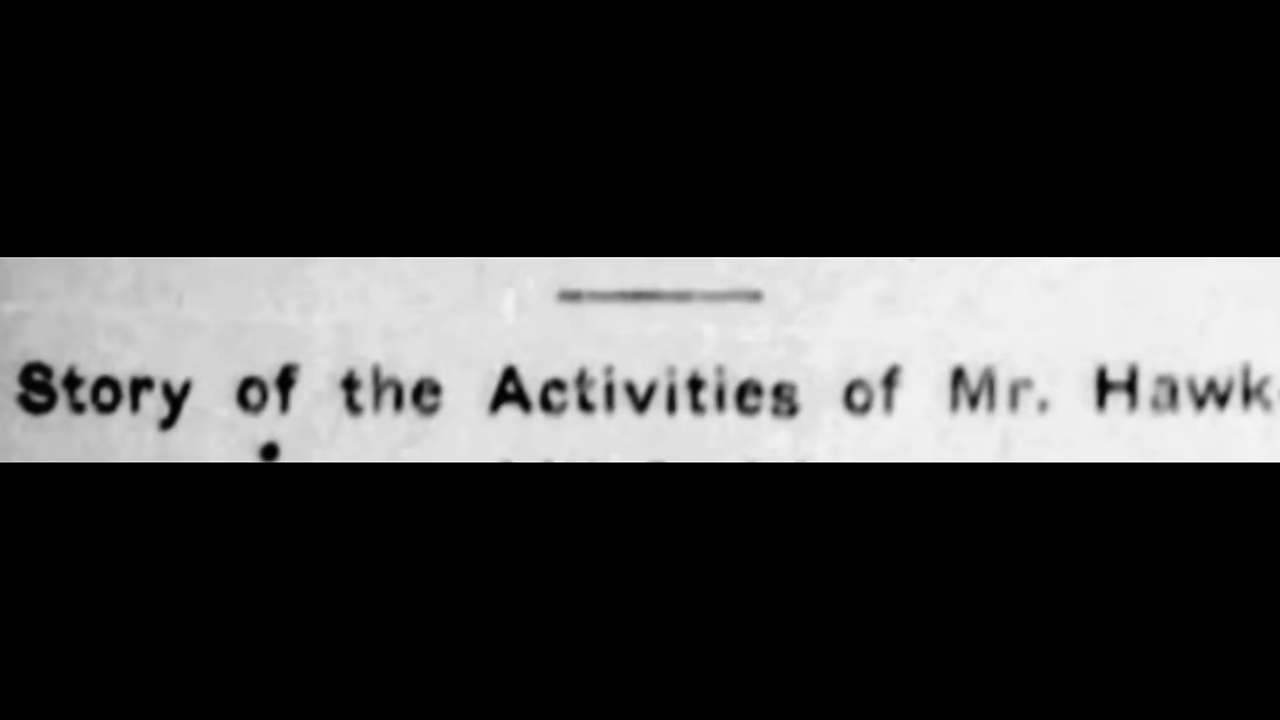 Story of the Activities of Mr. Hawk